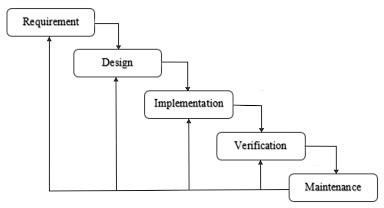 Requirement
Design
Implementation
Verification
Maintenance